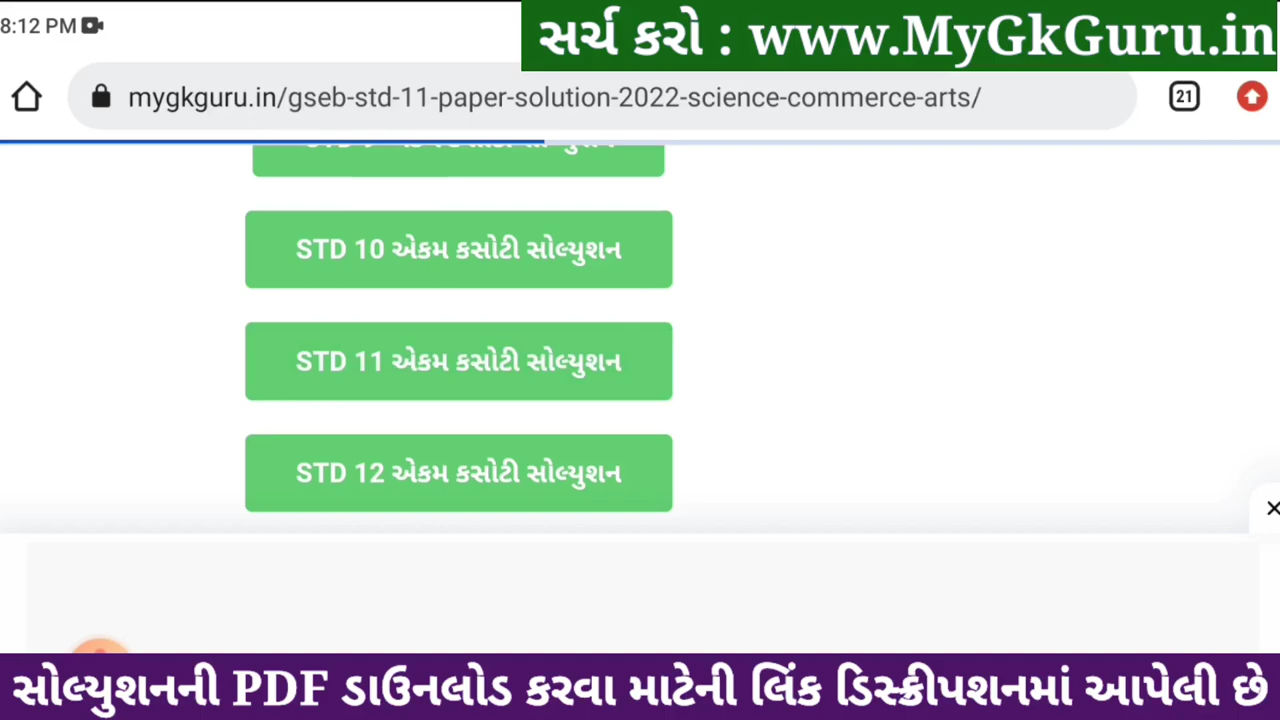 8:12 PM
સર્ચ કરો : www.MyGkGuru.in
mygkguru.in/gseb-std-11-paper-solution-2022-science-commerce-arts/
21
STD 10 એકમ કસોટી સોલ્યુશન
STD 11 એકમ કસોટી સોલ્યુશન
STD 12 એકમ કસોટી સોલ્યુશન
સોલ્યુશનની PDF ડાઉનલોડ કરવા માટેની લિંક ડિસ્ક્રીપશનમાં આપેલી છે